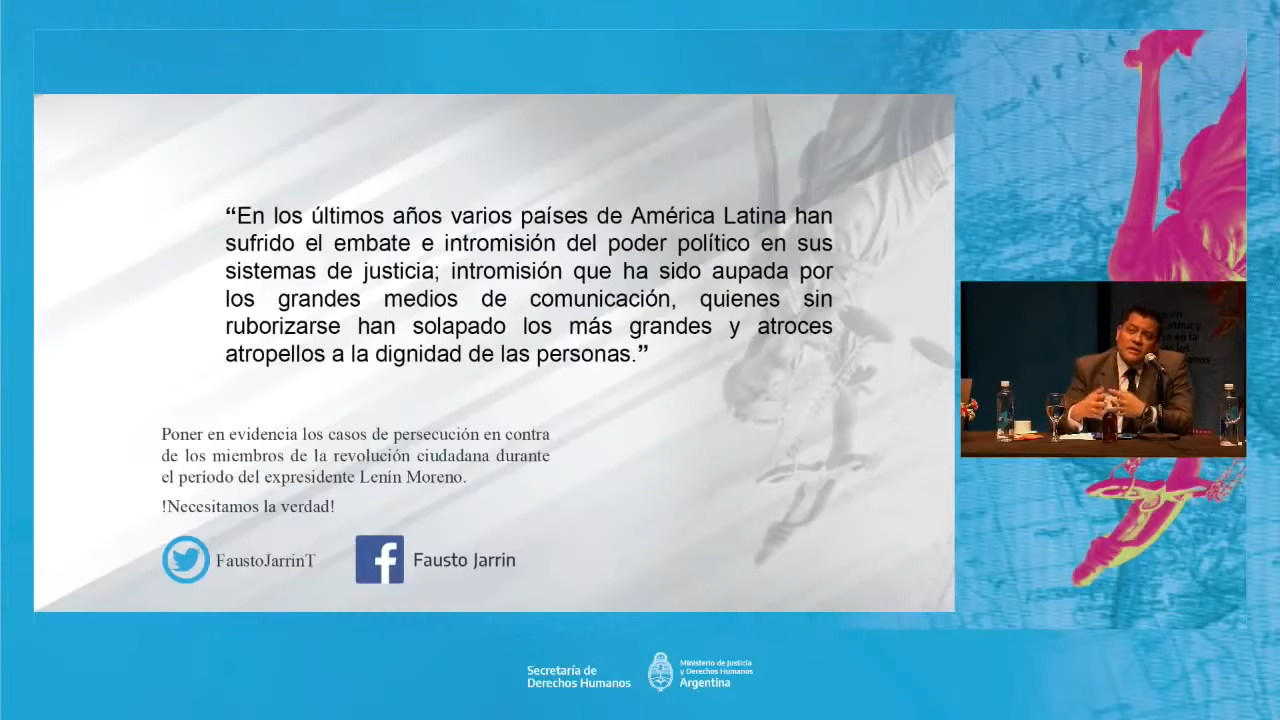 “En los últimos años varios países de América Latina han
sufrido el embate e intromisión del poder político en sus
sistemas de justicia; intromisión que ha sido aupada por
los grandes medios de comunicación, quienes sin
ruborizarse han solapado los más grandes y atroces
atropellos a la dignidad de las personas.”
Poner en evidencia los casos de persecución en contra
de los miembros de la revolución ciudadana durante
el período del expresidente Lenín Moreno.
!Necesitamos la verdad!
FaustoJarrinT
Fausto Jarrin
Secretaría de
Derechos Humanos
Ministerio de Justicia
y Derechos Humanos
Argentina